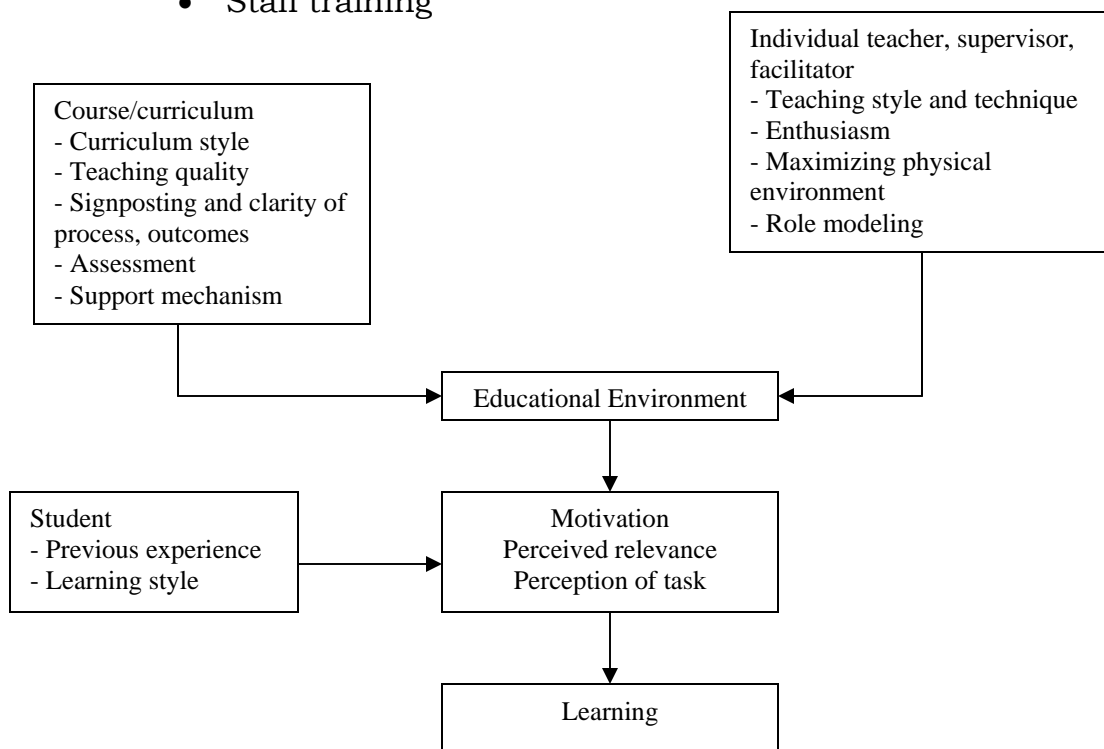 • Staff training
Individual teacher, supervisor,
facilitator
- Teaching style and technique
- Enthusiasm
- Maximizing physical
environment
- Role modeling
Course/curriculum
- Curriculum style
- Teaching quality
- Signposting and clarity of
process, outcomes
- Assessment
- Support mechanism
Educational Environment
Student
- Previous experience
- Learning style
Motivation
Perceived relevance
Perception of task
Learning